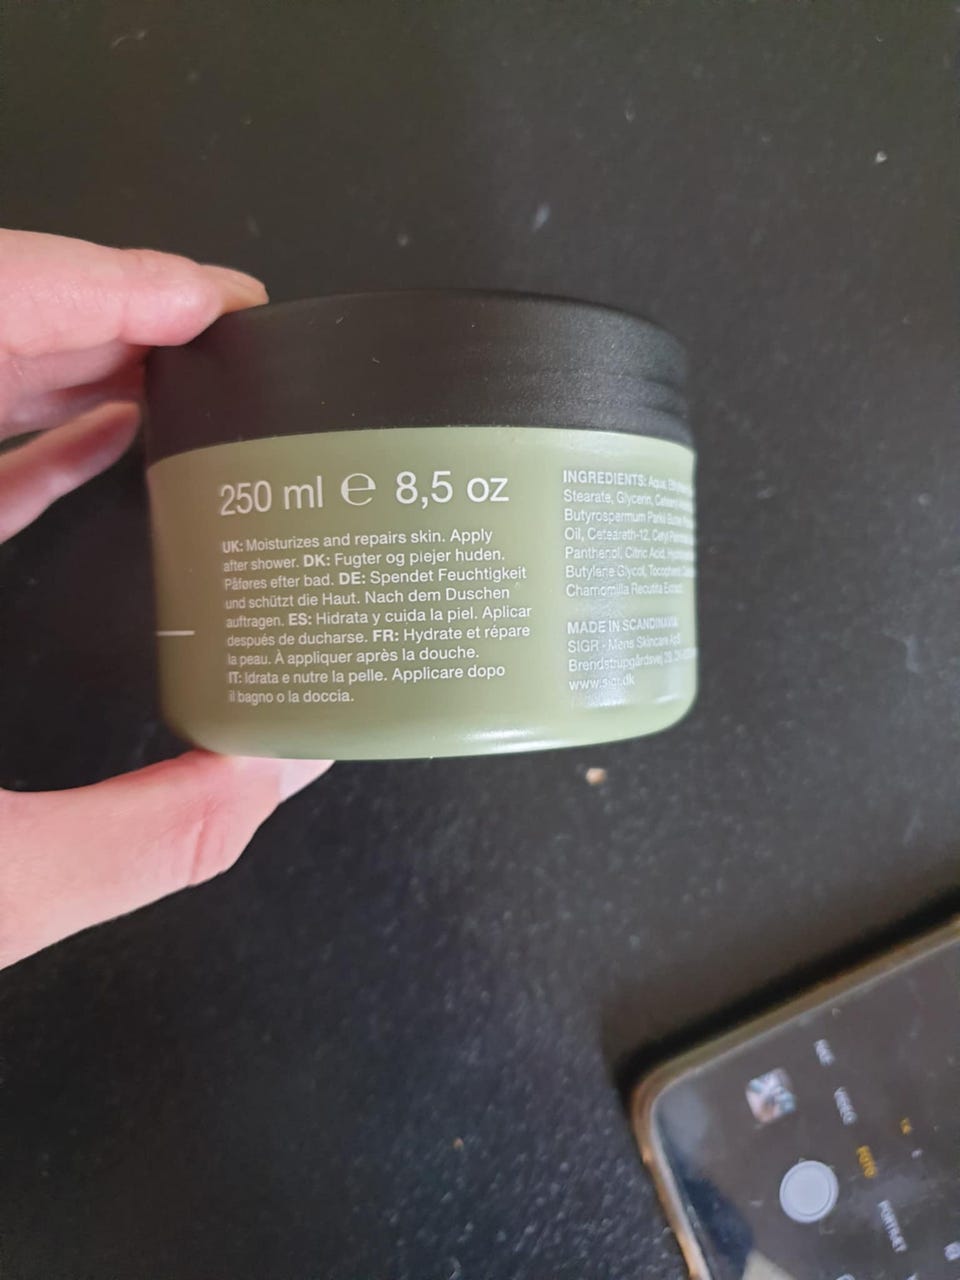 250 ml ℮ 8,5 oz
UK: Moisturizes and repairs skin. Apply
after shower. DK: Fugter og plejer huden.
Påføres efter bad. DE: Spendet Feuchtigkeit
und schützt die Haut. Nach dem Duschen
auftragen. ES: Hidrata y cuida la piel. Aplicar
después de ducharse. FR: Hydrate et répare
la peau. À appliquer après la douche.
IT: Idrata e nutre la pelle. Applicare dopo
il bagno o la doccia.
INGREDIENTS: Aqua,
Stearate, Glycerin,
Butyrospermum Parkii
Oil, Ceteareth-12, Cetyl
Panthenol, Citric Acid,
Butylene Glycol,
Chamomilla Recutita
MADE IN SCANDINAVIA
SIGR - Mens Skincare ApS
Brendstrupgårdsvej
www.sigr.dk
VIDEO
FOTO